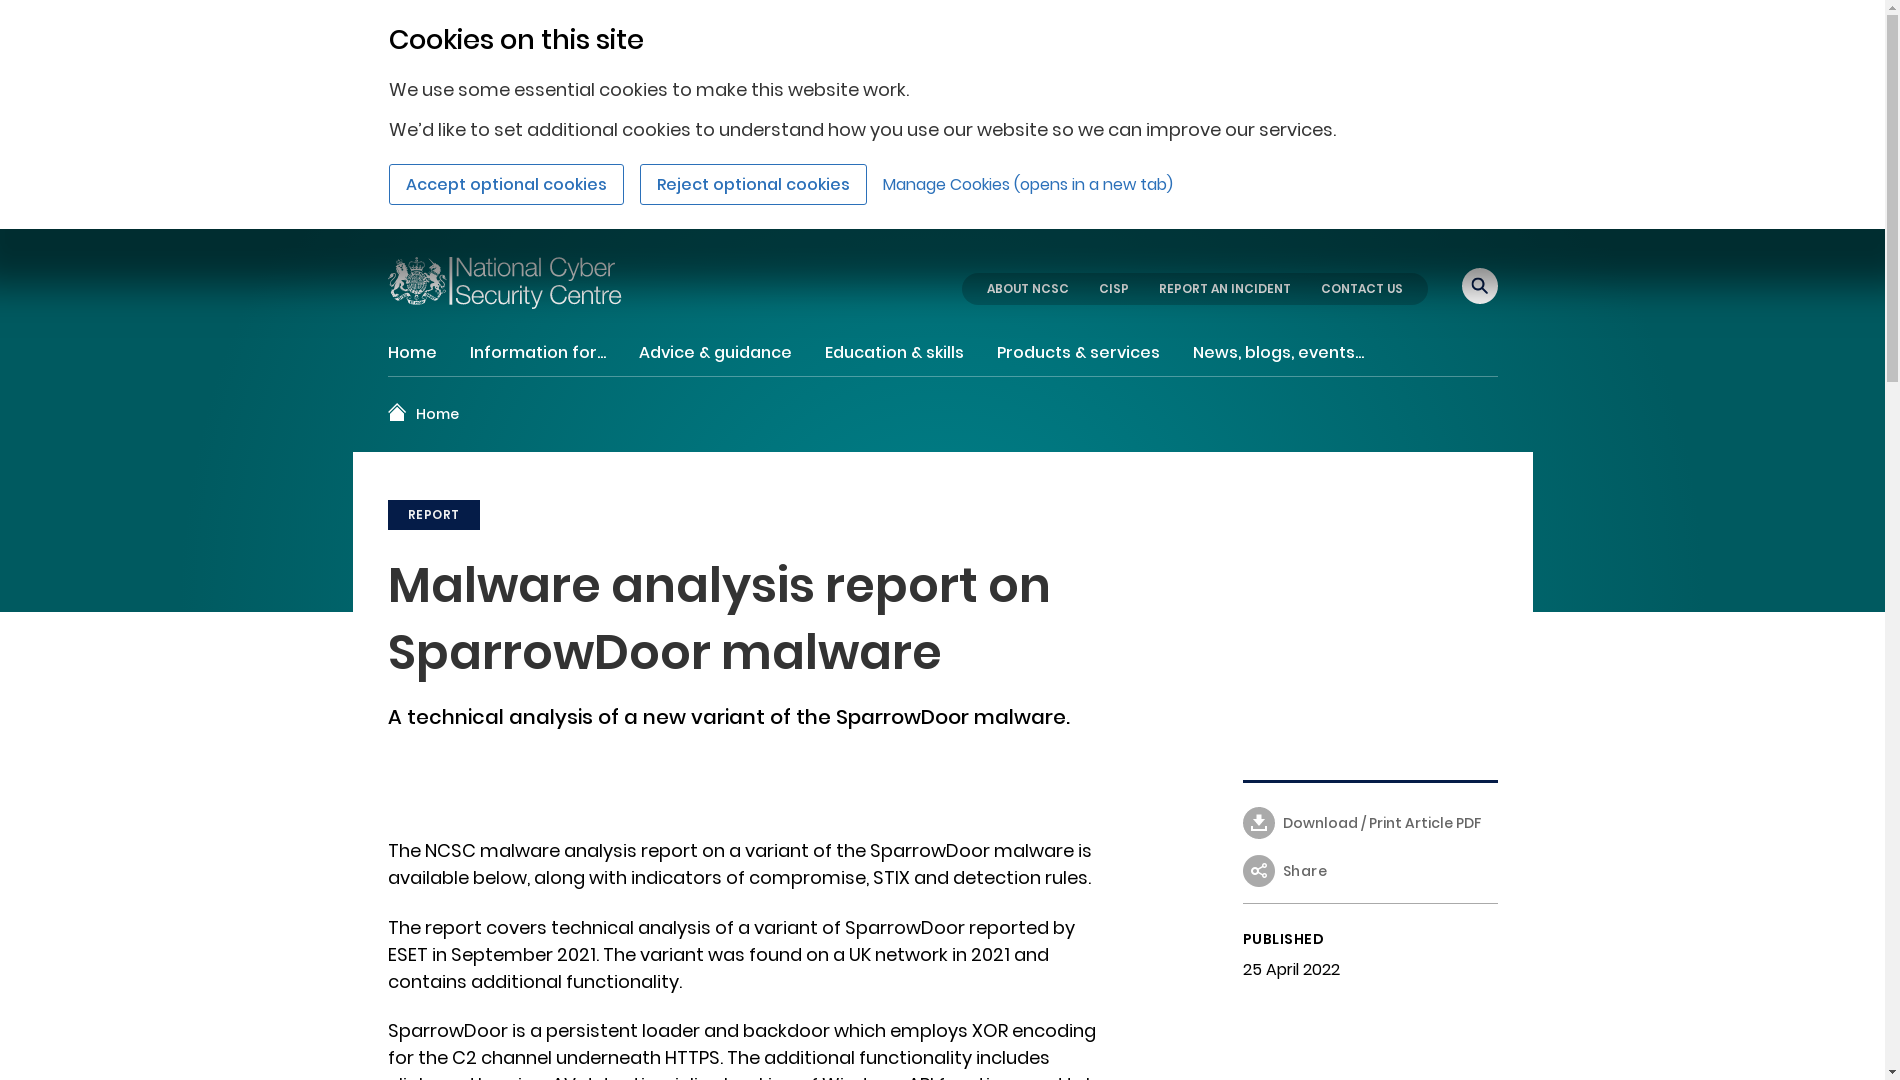 Cookies on this site
We use some essential cookies to make this website work.
We'd like to set additional cookies to understand how you use our website so we can improve our services.
Accept optional cookies Reject optional cookies Manage Cookies (opens in a new tab)
National Cyber
Security Centre
ABOUT NCSC CISP REPORT AN INCIDENT CONTACT US
Home Information for... Advice & guidance Education & skills Products & services News, blogs, events...
Home
REPORT
Malware analysis report on
SparrowDoor malware
A technical analysis of a new variant of the SparrowDoor malware.
The NCSC malware analysis report on a variant of the SparrowDoor malware is
available below, along with indicators of compromise, STIX and detection rules.
The report covers technical analysis of a variant of SparrowDoor reported by
ESET in September 2021. The variant was found on a UK network in 2021 and
contains additional functionality.
SparrowDoor is a persistent loader and backdoor which employs XOR encoding
for the C2 channel underneath HTTPS. The additional functionality includes
Download / Print Article PDF
Share
PUBLISHED
25 April 2022